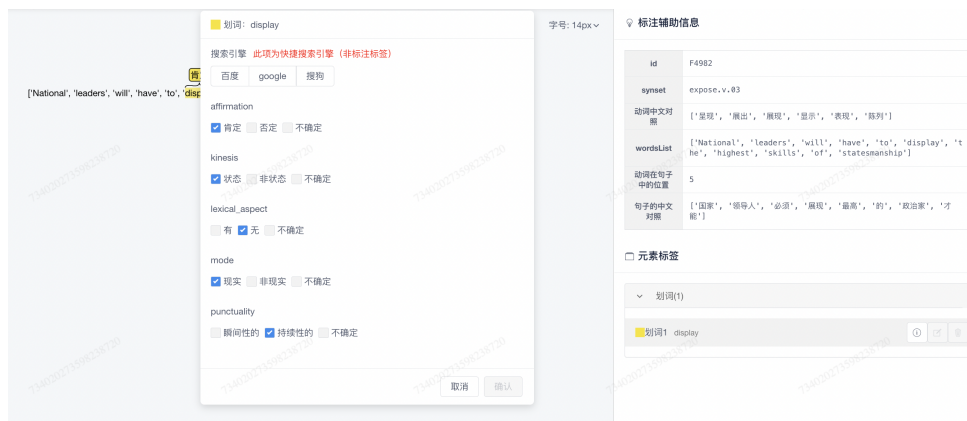 划词: display
字号: 14px
搜索引擎 此项为快捷搜索引擎（非标注标签）
百度 google 搜狗
肯
['National', 'leaders', 'will', 'have', 'to', 'disp
affirmation
肯定 否定 不确定
kinesis
状态 非状态 不确定
lexical_aspect
有 无 不确定
mode
现实 非现实 不确定
punctuality
瞬间性的 持续性的 不确定
取消 确认
标注辅助信息
id F4982
synset expose.v.03
动词中文对
照
['呈现', '展出', '展现', '显示', '表现', '陈列']
wordsList
['National', 'leaders', 'will', 'have', 'to', 'display', 't
he', 'highest', 'skills', 'of', 'statesmanship']
动词在句子
中的位置
5
句子的中文
对照
['国家', '领导人', '必须', '展现', '最高', '的', '政治家', '才
能']
元素标签
划词(1)
划词1 display
7340202735982338720